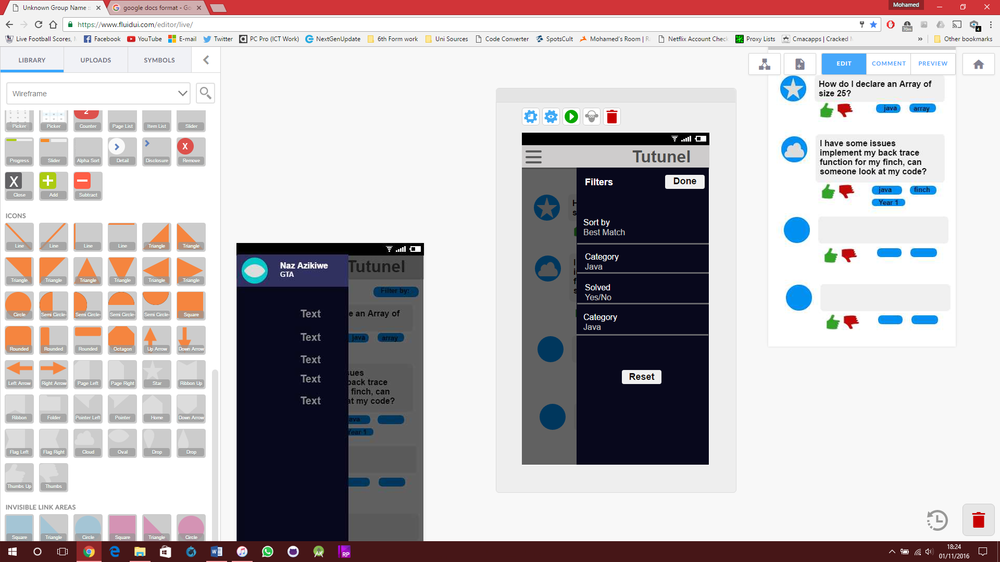 Unknown Group Name ::
google docs format - Go
Mohamed
https://www.fluidui.com/editor/live/
70m
4
Live Football Scores,
Facebook
YouTube
E-mail
Twitter
PC Pro (ICT Work)
NextGenUpdate
6th Form work
Uni Sources
Code Converter
SpotsCult
Mohamed's Room | R
Netflix Account Check
Proxy Lists
Cmacapps | Cracked
»
Other bookmarks
LIBRARY
UPLOADS
SYMBOLS
Wireframe
2
Picker
Picker
Counter
Page List
Item List
Slider
Progress
Slider
Alpha Sort
Detail
Disclosure
X
Remove
X
Close
Add
Subtract
ICONS
Line
Line
Line
Line
Triangle
Triangle
Triangle
Triangle
Triangle
Triangle
Triangle
Triangle
Circle
Semi Circle-
Semi Circle-
Semi Circle-
Semi Circle-
Square
Rounded
Rounded
Rounded
Octagon
Up Arrow
Down Arrow
Left Arrow
Right Arrow
Page Left
Page Right
Star
Ribbon Up
Ribbon
Folder
Pointer Left
Pointer
Home
Down Arrow
Flag Left
Flag Right
Cloud
Oval
Drop
Drop
Thumbs Up
Thumbs
INVISIBLE LINK AREAS
Square
Triangle
Circle
Square
Triangle
Circle
Naz Azikiwe
GTA
Tutunel
Filter by:
Text
Text
Text
Text
Text
e an Array of
java
array
sues
back trace
finch, can
at my code?
java
Year 1
Tutunel
Filters
Done
Sort by
Best Match
Category
Java
Solved
Yes/No
Category
Java
Reset
H
s
I
i
f
s
EDIT
COMMENT
PREVIEW
How do I declare an Array of
size 25?
java
array
I have some issues
implement my back trace
function for my finch, can
someone look at my code?
java
finch
Year 1
RP
18:24
01/11/2016